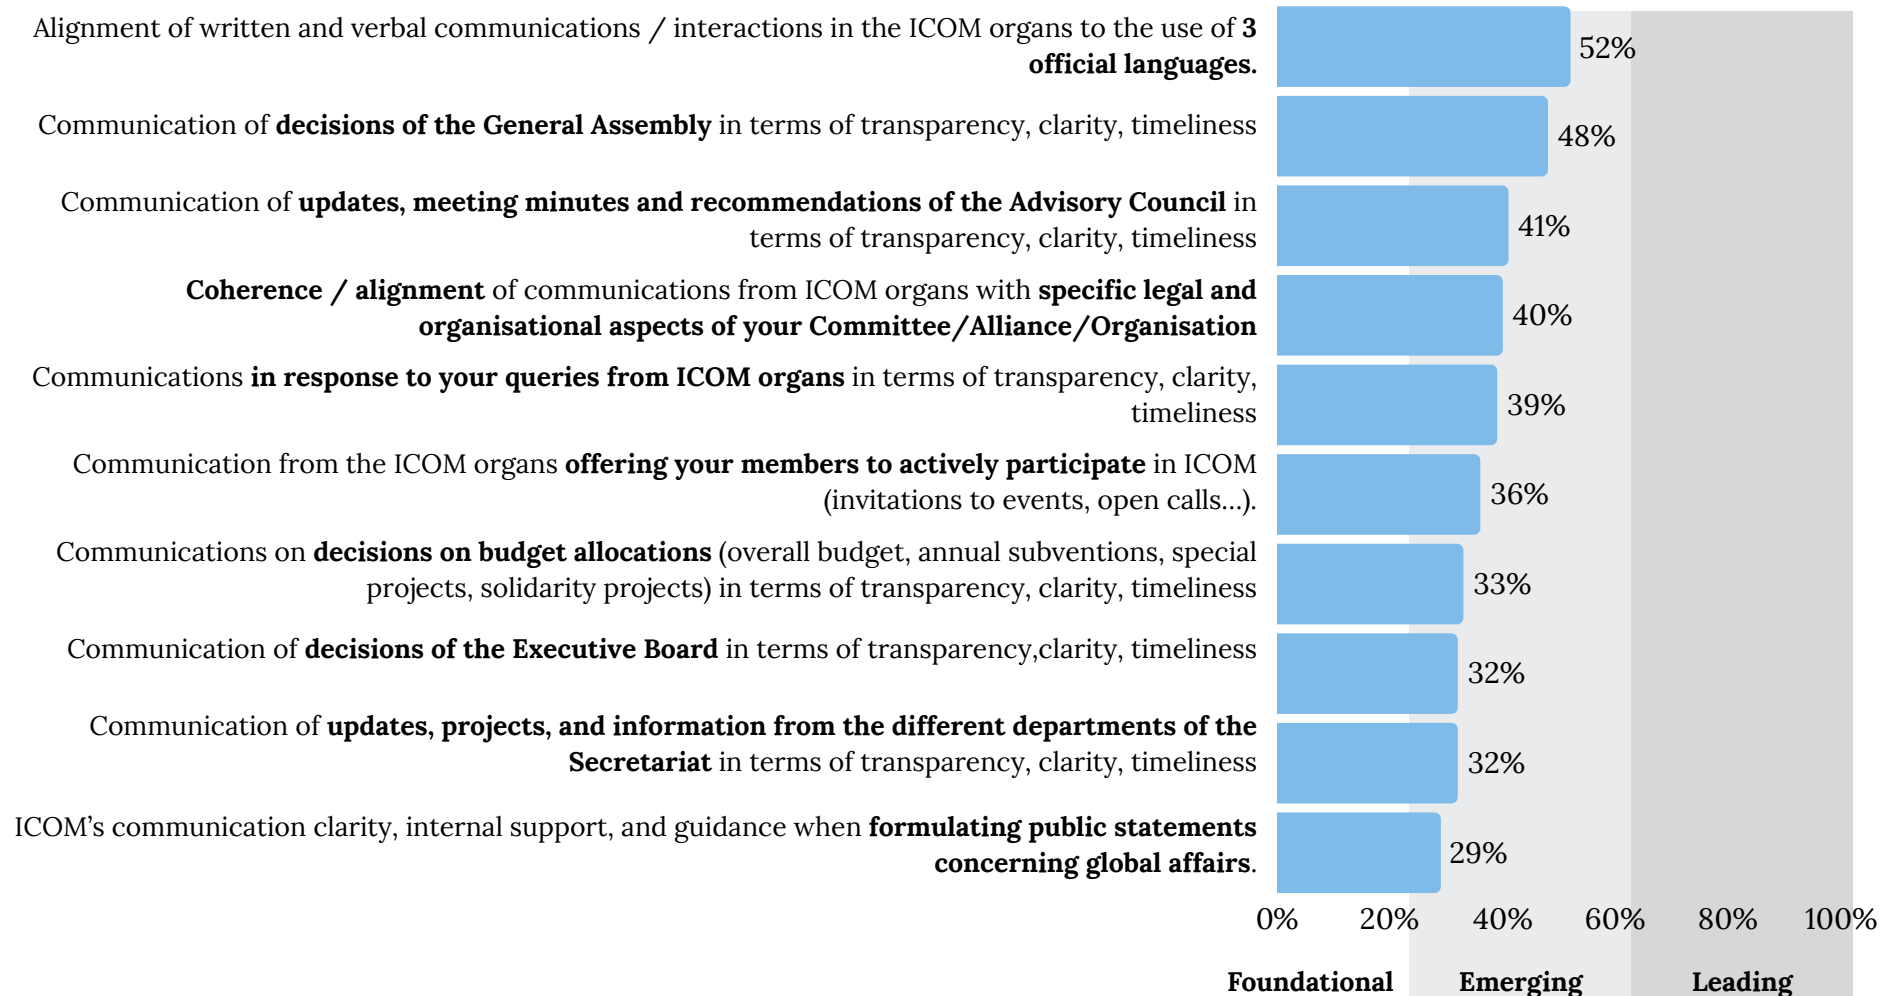 Alignment of written and verbal communications / interactions in the ICOM organs to the use of 3
official languages.
52%
Communication of decisions of the General Assembly in terms of transparency, clarity, timeliness
48%
Communication of updates, meeting minutes and recommendations of the Advisory Council in
terms of transparency, clarity, timeliness
41%
Coherence / alignment of communications from ICOM organs with specific legal and
organisational aspects of your Committee/Alliance/Organisation
40%
Communications in response to your queries from ICOM organs in terms of transparency, clarity,
timeliness
39%
Communication from the ICOM organs offering your members to actively participate in ICOM
(invitations to events, open calls...).
36%
Communications on decisions on budget allocations (overall budget, annual subventions, special
projects, solidarity projects) in terms of transparency, clarity, timeliness
33%
Communication of decisions of the Executive Board in terms of transparency,clarity, timeliness
32%
Communication of updates, projects, and information from the different departments of the
Secretariat in terms of transparency, clarity, timeliness
32%
ICOM’s communication clarity, internal support, and guidance when formulating public statements
concerning global affairs.
29%
0% 20% 40% 60% 80% 100%
Foundational Emerging Leading